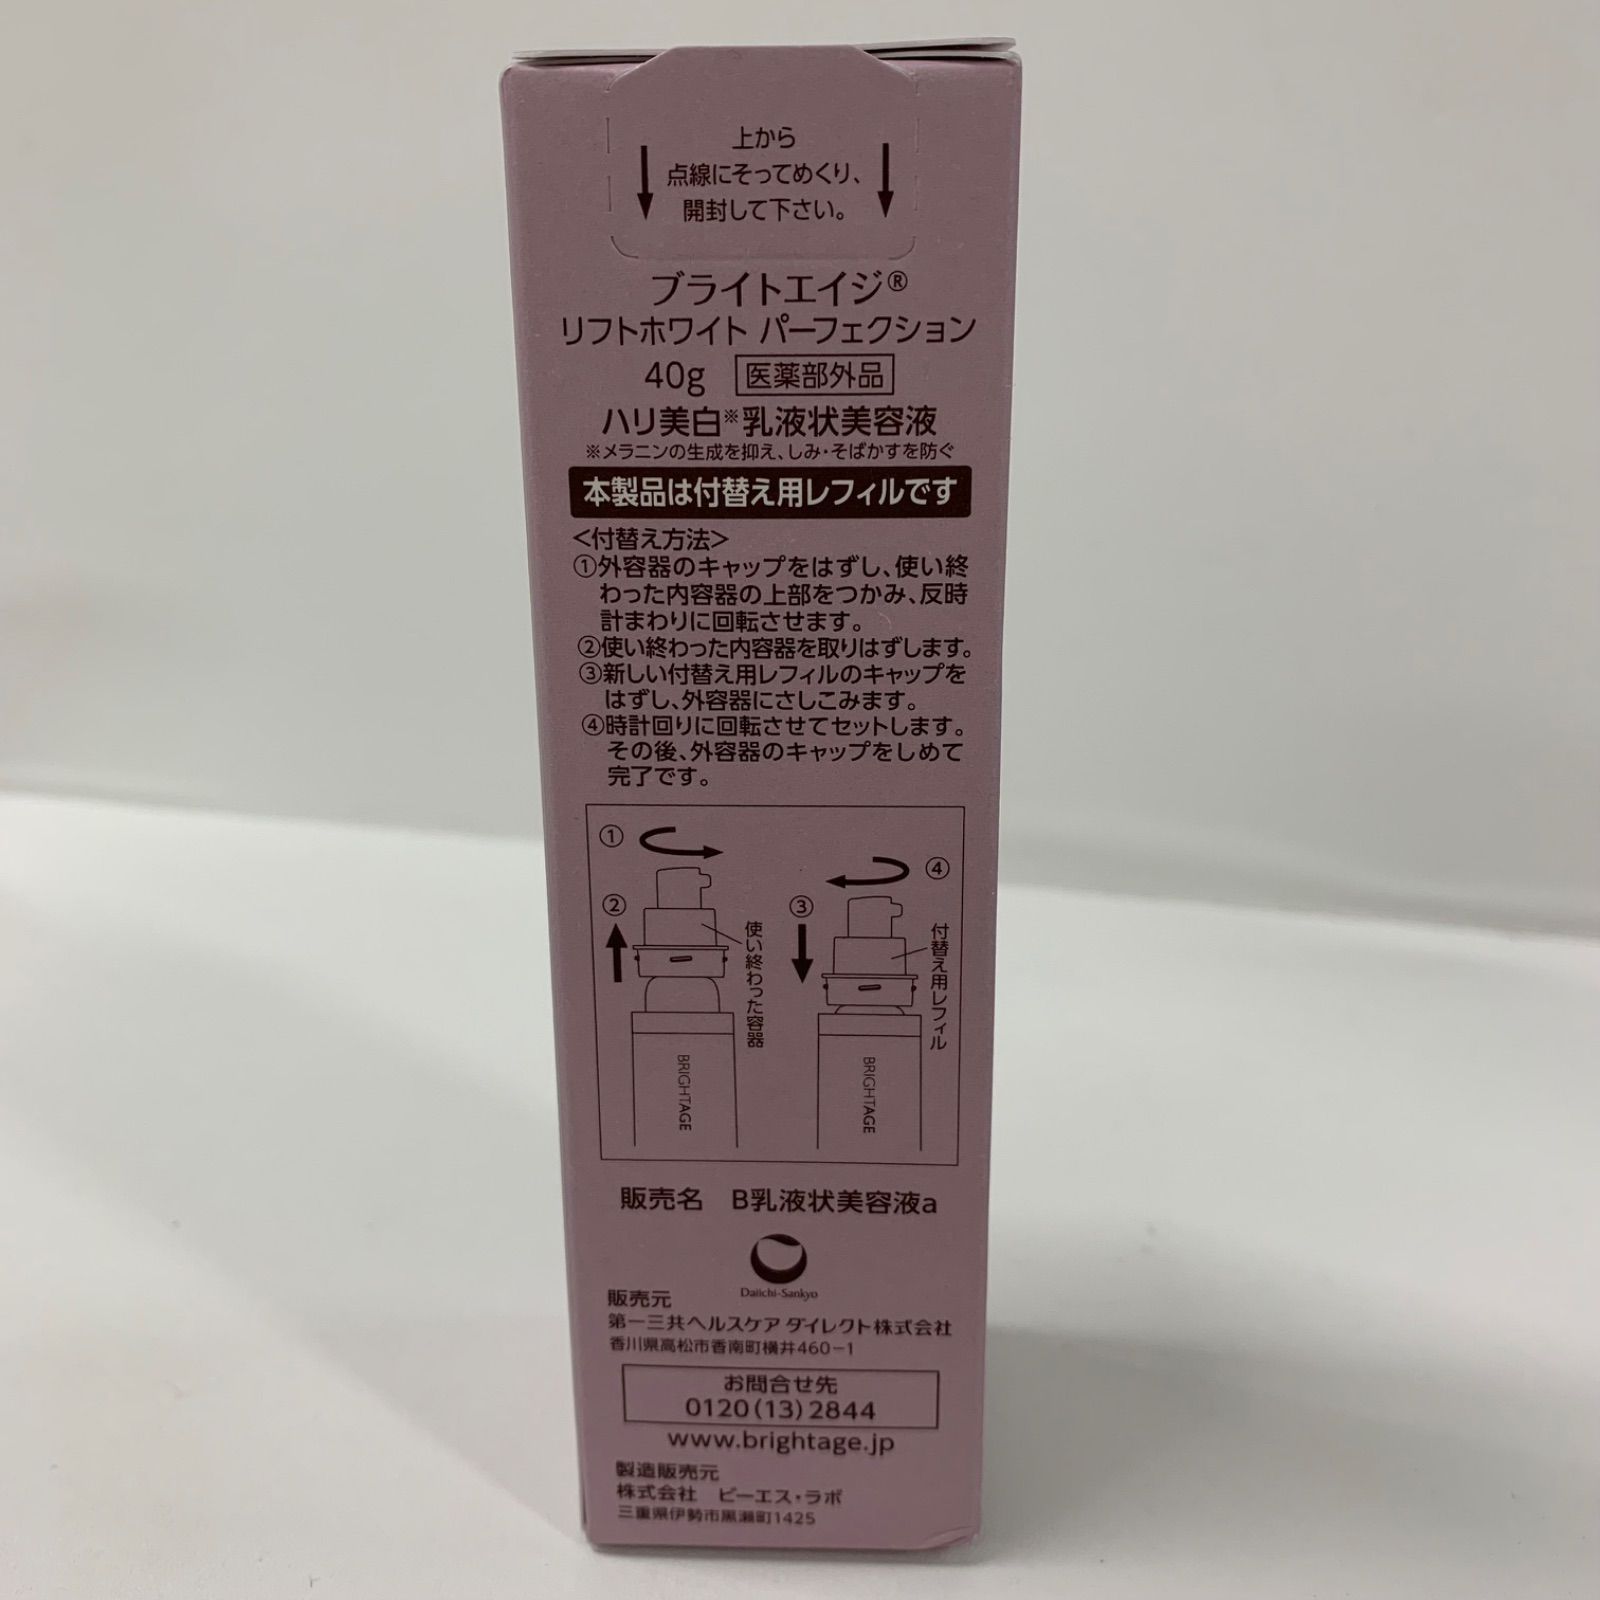 上から
点線にそってめくり、
開封して下さい。
ブライトエイジ®
リフトホワイト パーフェクション
40g 医薬部外品
ハリ美白※乳液状美容液
※メラニンの生成を抑え、しみ・そばかすを防ぐ
本製品は付替え用レフィルです
<付替え方法>
①外容器のキャップをはずし、使い終
わった内容器の上部をつかみ、反時
計まわりに回転させます。
②使い終わった内容器を取りはずします。
③新しい付替え用レフィルのキャップを
はずし、外容器にさしこみます。
④時計回りに回転させてセットします。
その後、外容器のキャップをしめて
完了です。
①
②
使い終わった容器
BRIGHTAGE
④
③
付替え用レフィル
BRIGHTAGE
販売名 B乳液状美容液a
Daiichi-Sankyo
販売元
第一三共ヘルスケア ダイレクト株式会社
香川県高松市香南町横井460-1
お問合せ先
0120(13)2844
www.brightage.jp
製造販売元
株式会社 ピーエス・ラボ
三重県伊勢市黒瀬町1425